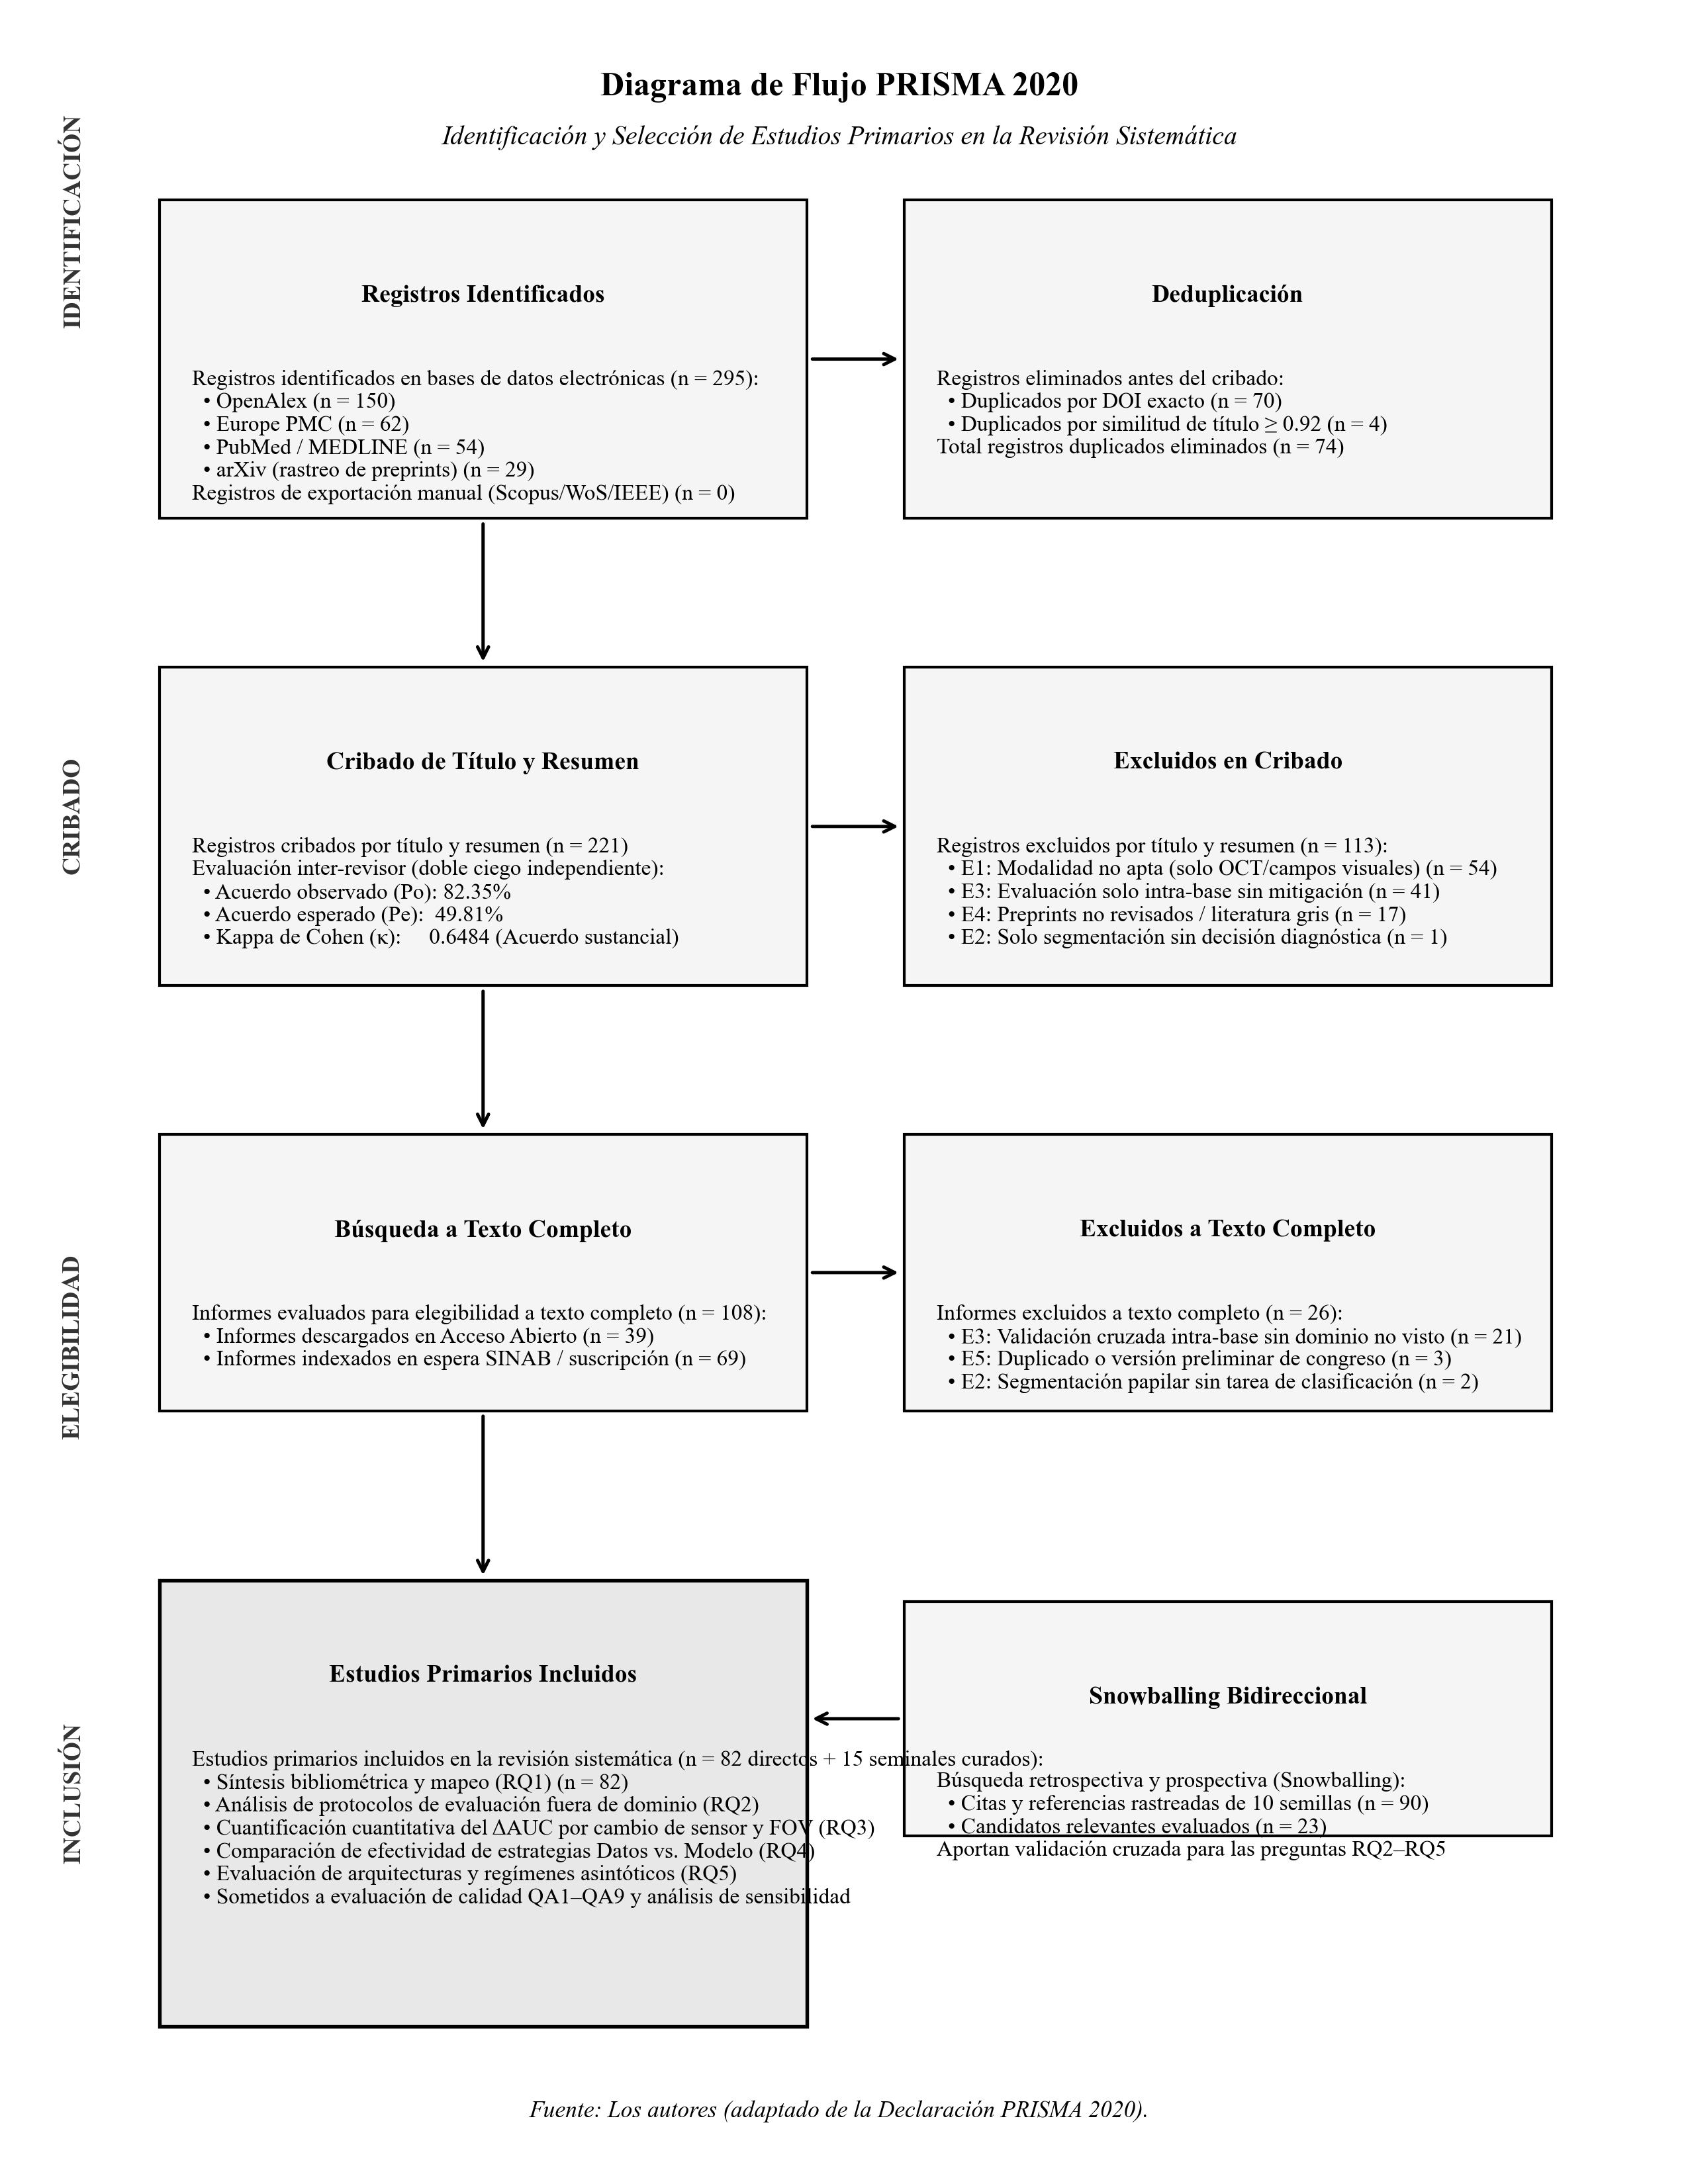 Diagrama de Flujo PRISMA 2020
Identificación y Selección de Estudios Primarios en la Revisión Sistemática
IDENTIFICACIÓN
Registros Identificados
Registros identificados en bases de datos electrónicas (n = 295):
• OpenAlex (n = 150)
• Europe PMC (n = 62)
• PubMed / MEDLINE (n = 54)
• arXiv (rastreo de preprints) (n = 29)
Registros de exportación manual (Scopus/WoS/IEEE) (n = 0)
Deduplicación
Registros eliminados antes del cribado:
• Duplicados por DOI exacto (n = 70)
• Duplicados por similitud de título ≥ 0.92 (n = 4)
Total registros duplicados eliminados (n = 74)
CRIBADO
Cribado de Título y Resumen
Registros cribados por título y resumen (n = 221)
Evaluación inter-revisor (doble ciego independiente):
• Acuerdo observado (Po): 82.35%
• Acuerdo esperado (Pe): 49.81%
• Kappa de Cohen (κ): 0.6484 (Acuerdo sustancial)
Excluidos en Cribado
Registros excluidos por título y resumen (n = 113):
• E1: Modalidad no apta (solo OCT/campos visuales) (n = 54)
• E3: Evaluación solo intra-base sin mitigación (n = 41)
• E4: Preprints no revisados / literatura gris (n = 17)
• E2: Solo segmentación sin decisión diagnóstica (n = 1)
ELEGIBILIDAD
Búsqueda a Texto Completo
Informes evaluados para elegibilidad a texto completo (n = 108):
• Informes descargados en Acceso Abierto (n = 39)
• Informes indexados en espera SINAB / suscripción (n = 69)
Excluidos a Texto Completo
Informes excluidos a texto completo (n = 26):
• E3: Validación cruzada intra-base sin dominio no visto (n = 21)
• E5: Duplicado o versión preliminar de congreso (n = 3)
• E2: Segmentación papilar sin tarea de clasificación (n = 2)
INCLUSIÓN
Estudios Primarios Incluidos
Estudios primarios incluidos en la revisión sistemática (n = 82 directos + 15 seminales curados):
• Síntesis bibliométrica y mapeo (RQ1) (n = 82)
• Análisis de protocolos de evaluación fuera de dominio (RQ2)
• Cuantificación cuantitativa del ΔAUC por cambio de sensor y FOV (RQ3)
• Comparación de efectividad de estrategias Datos vs. Modelo (RQ4)
• Evaluación de arquitecturas y regímenes asintóticos (RQ5)
• Sometidos a evaluación de calidad QA1–QA9 y análisis de sensibilidad
Snowballing Bidireccional
Búsqueda retrospectiva y prospectiva (Snowballing):
• Citas y referencias rastreadas de 10 semillas (n = 90)
• Candidatos relevantes evaluados (n = 23)
Aportan validación cruzada para las preguntas RQ2–RQ5
Fuente: Los autores (adaptado de la Declaración PRISMA 2020).